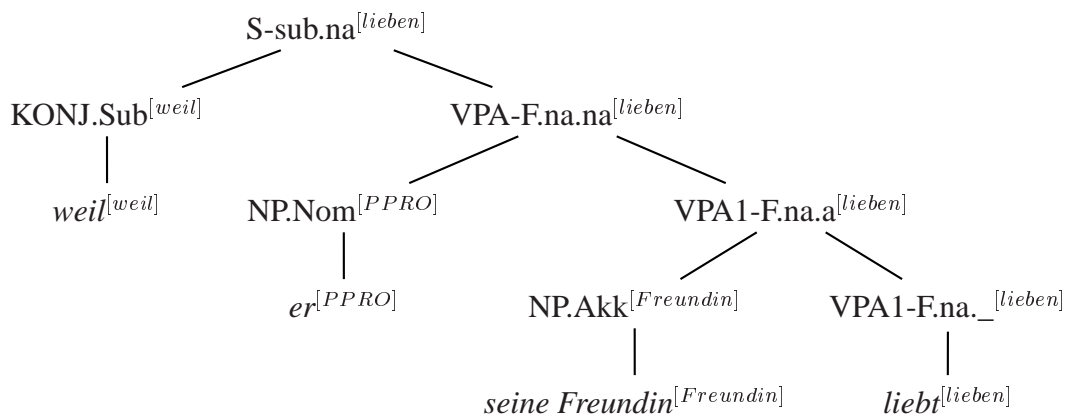 S-sub.na[lieben]
KONJ.Sub[weil] VPA-F.na.na[lieben]
weil[weil] NP.Nom[PPRO] VPA1-F.na.a[lieben]
er[PPRO] NP.Akk[Freundin] VPA1-F.na._[lieben]
seine Freundin[Freundin] liebt[lieben]